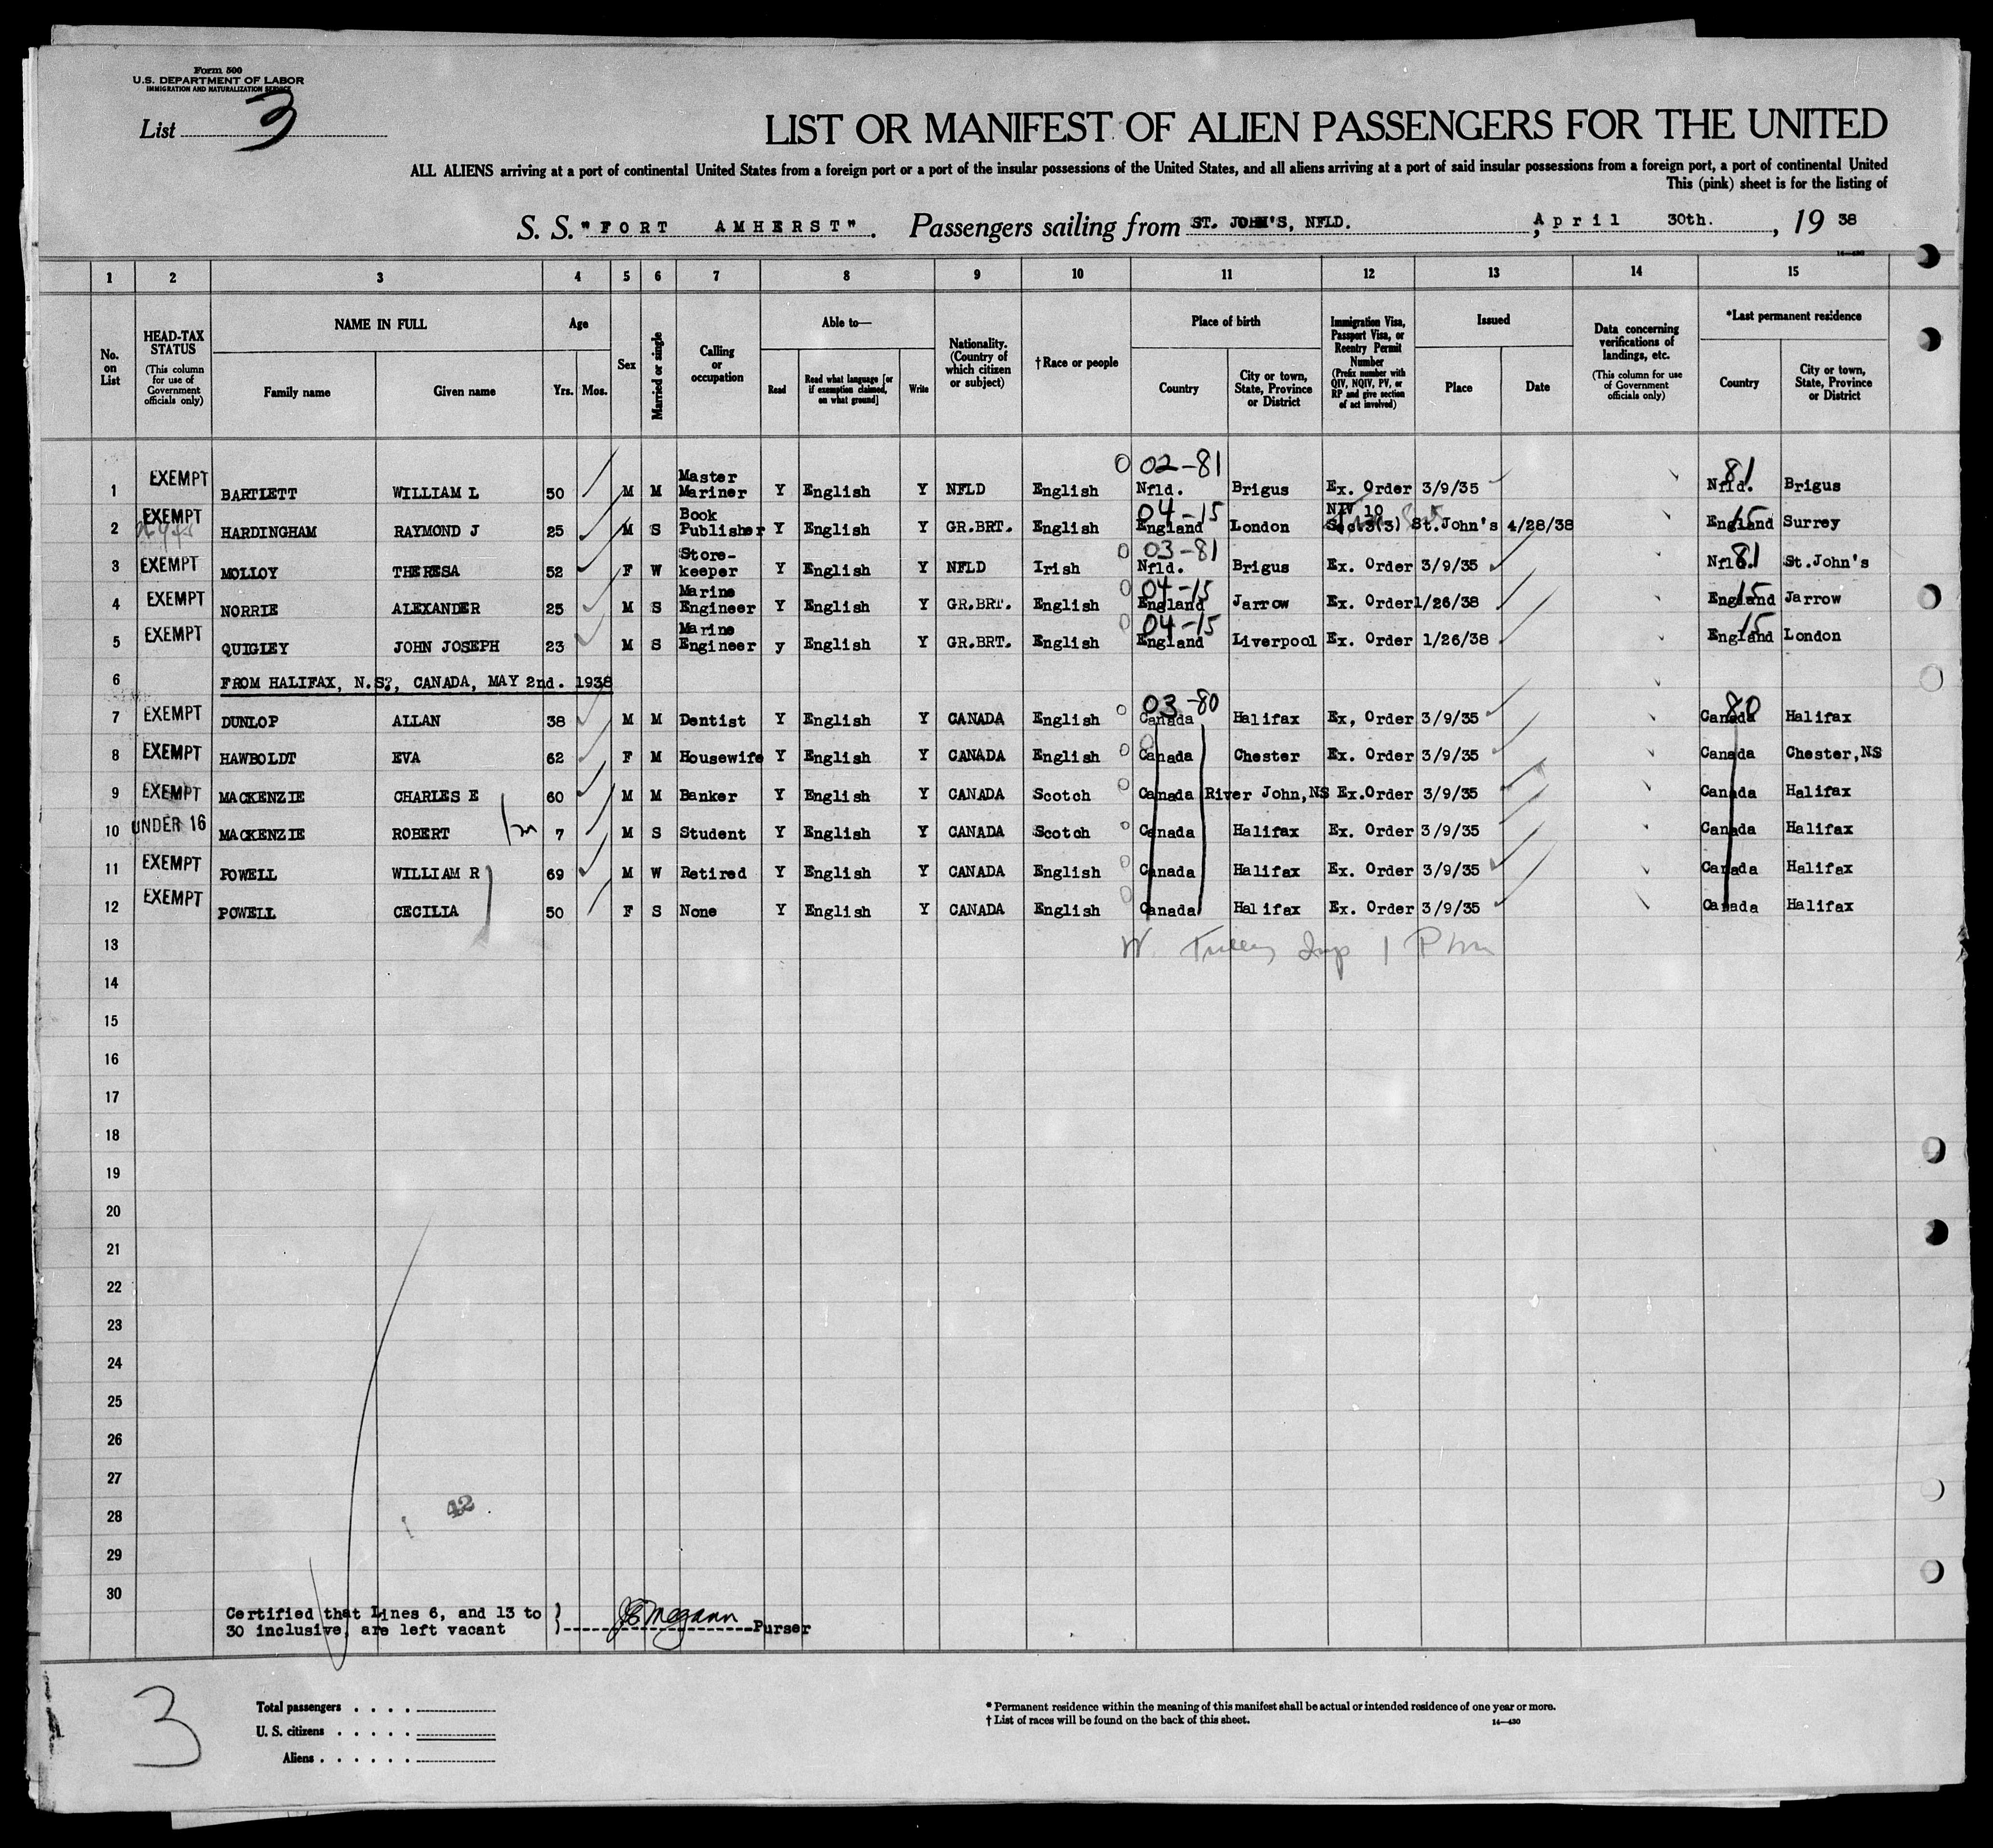 Form 500
U.S. DEPARTMENT OF LABOR
IMMIGRATION AND NATURALIZATION SERVICE
List 3
LIST OR MANIFEST OF ALIEN PASSENGERS FOR THE UNITED
ALL ALIENS arriving at a port of continental United States from a foreign port or a port of the insular possessions of the United States, and all aliens arriving at a port of said insular possessions from a foreign port, a port of continental United
This (pink) sheet is for the listing of
S. S. "FORT AMHERST". Passengers sailing from ST. JOHN'S, NFLD., April 30th., 19 38
14—430
1 2 3 4 5 6 7 8 9 10 11 12 13 14 15
No. on List
HEAD-TAX STATUS (This column for use of Government officials only)
NAME IN FULL
Family name
Given name
Age
Yrs. Mos.
Sex
Married or single
Calling or occupation
Able to—
Read
Read what language [or if exemption claimed, on what ground]
Write
Nationality. (Country of which citizen or subject)
†Race or people
Place of birth
Country
City or town, State, Province or District
Immigration Visa, Passport Visa, or Reentry Permit Number (Prefix number with QIV, NQIV, PV, or RP and give section of act involved)
Issued
Place
Date
Data concerning verifications of landings, etc. (This column for use of Government officials only)
*Last permanent residence
Country
City or town, State, Province or District
02-81 81
1 EXEMPT BARTLETT WILLIAM L 50 M M Master Mariner Y English Y NFLD English Nfld. Brigus Ex. Order 3/9/35 Nfld. Brigus
04-15 15
2 EXEMPT HARDINGHAM RAYMOND J 25 M S Book Publisher Y English Y GR.BRT. English England London NIV 10 Sec.3(3) St.John's 4/28/38 England Surrey
03-81 81
3 EXEMPT MOLLOY THERESA 52 F W Store-keeper Y English Y NFLD Irish Nfld. Brigus Ex. Order 3/9/35 Nfld. St.John's
04-15 15
4 EXEMPT NORRIE ALEXANDER 25 M S Marine Engineer Y English Y GR.BRT. English England Jarrow Ex. Order 1/26/38 England Jarrow
04-15 15
5 EXEMPT QUIGLEY JOHN JOSEPH 23 M S Marine Engineer y English Y GR.BRT. English England Liverpool Ex. Order 1/26/38 England London
6 FROM HALIFAX, N.S?, CANADA, MAY 2nd. 1938
03-80 80
7 EXEMPT DUNLOP ALLAN 38 M M Dentist Y English Y CANADA English Canada Halifax Ex, Order 3/9/35 Canada Halifax
8 EXEMPT HAWBOLDT EVA 62 F M Housewife Y English Y CANADA English Canada Chester Ex. Order 3/9/35 Canada Chester,NS
9 EXEMPT MACKENZIE CHARLES E 60 M M Banker Y English Y CANADA Scotch Canada River John,NS Ex.Order 3/9/35 Canada Halifax
10 UNDER 16 MACKENZIE ROBERT 7 M S Student Y English Y CANADA Scotch Canada Halifax Ex. Order 3/9/35 Canada Halifax
11 EXEMPT POWELL WILLIAM R 69 M W Retired Y English Y CANADA English Canada Halifax Ex. Order 3/9/35 Canada Halifax
12 EXEMPT POWELL CECILIA 50 F S None Y English Y CANADA English Canada Halifax Ex. Order 3/9/35 Canada Halifax
13
14
15
16
17
18
19
20
21
22
23
24
25
26
27
28 42
29
30
Certified that Lines 6, and 13 to
30 inclusive, are left vacant
Purser
3
Total passengers
U. S. citizens
Aliens
* Permanent residence within the meaning of this manifest shall be actual or intended residence of one year or more.
† List of races will be found on the back of this sheet.
14—430